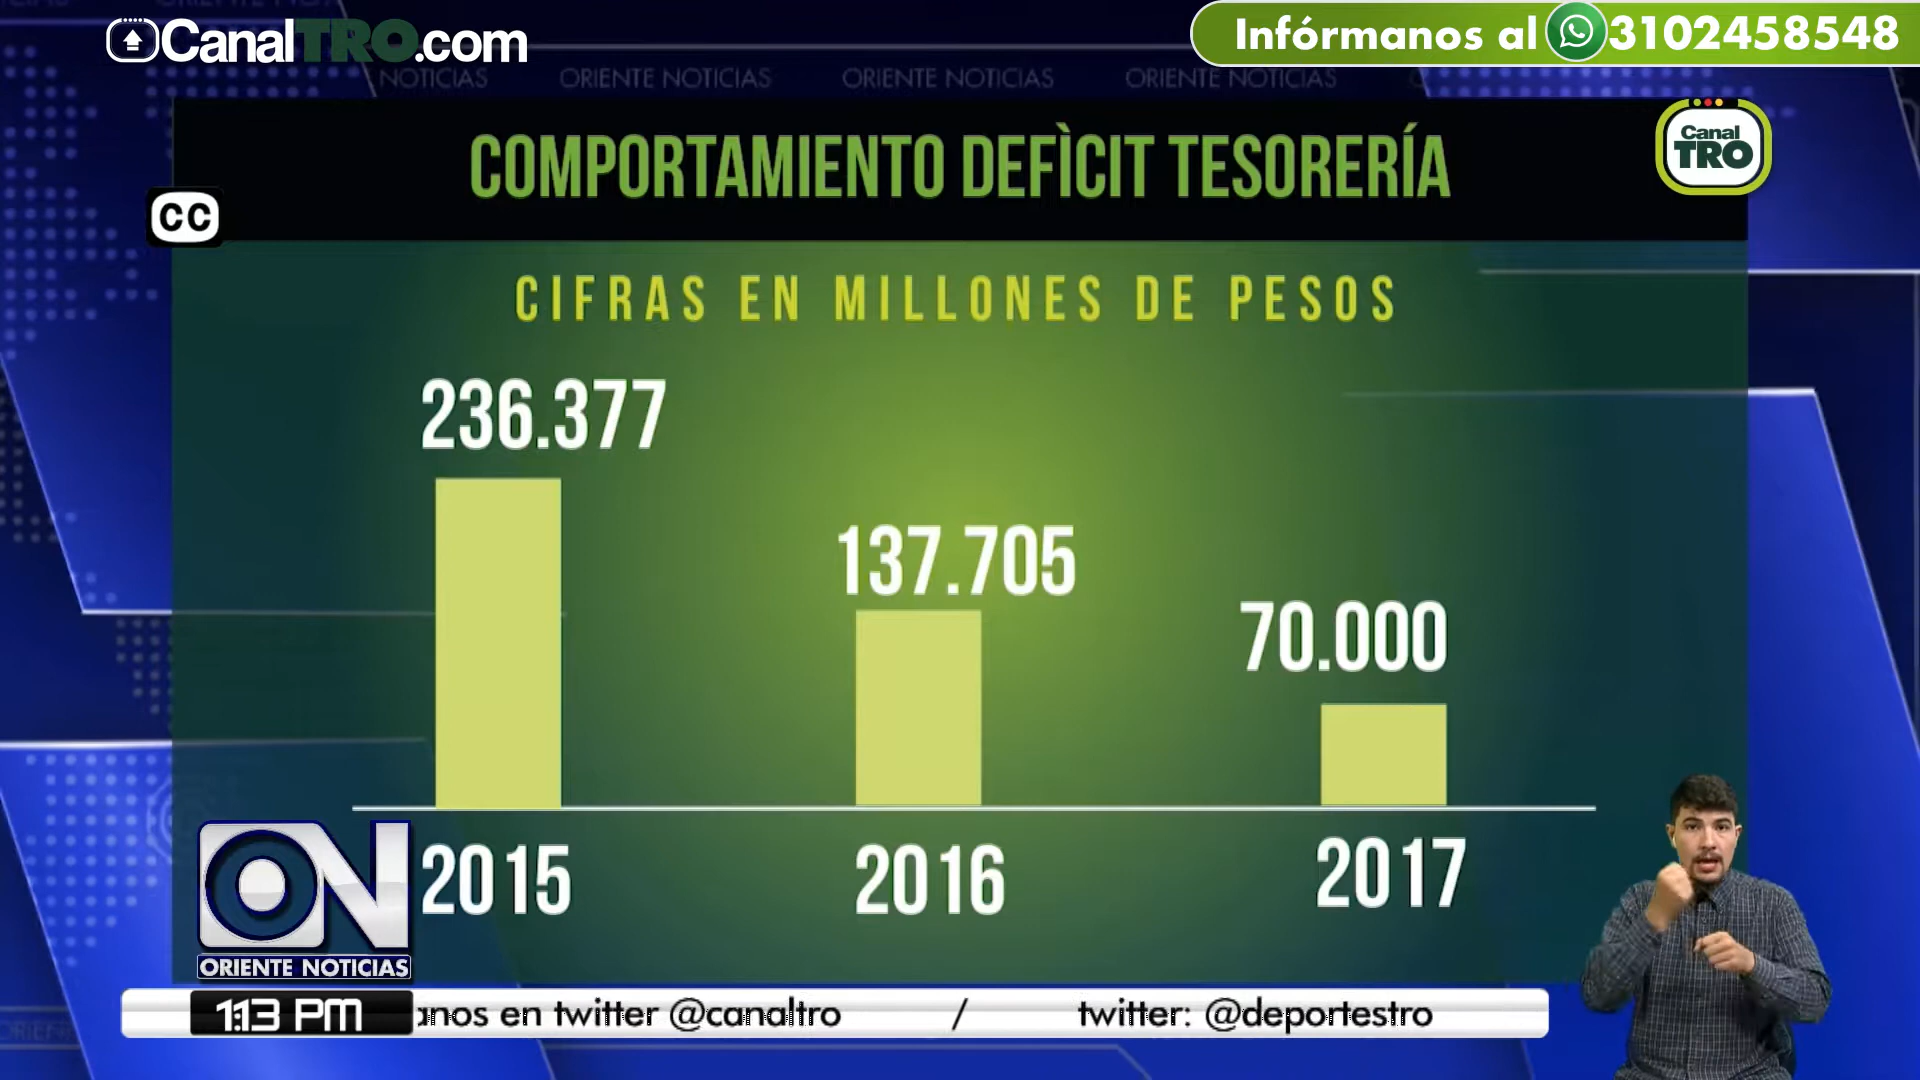 CanalTRO.com
Infórmanos al 3102458548
NOTICIAS ORIENTE NOTICIAS ORIENTE NOTICIAS ORIENTE NOTICIAS
Canal
TRO
COMPORTAMIENTO DEFÌCIT TESORERÍA
CC
CIFRAS EN MILLONES DE PESOS
236.377
137.705
70.000
2015
2016
2017
ON
ORIENTE NOTICIAS
1:13 PM
anos en twitter @canaltro / twitter: @deportestro